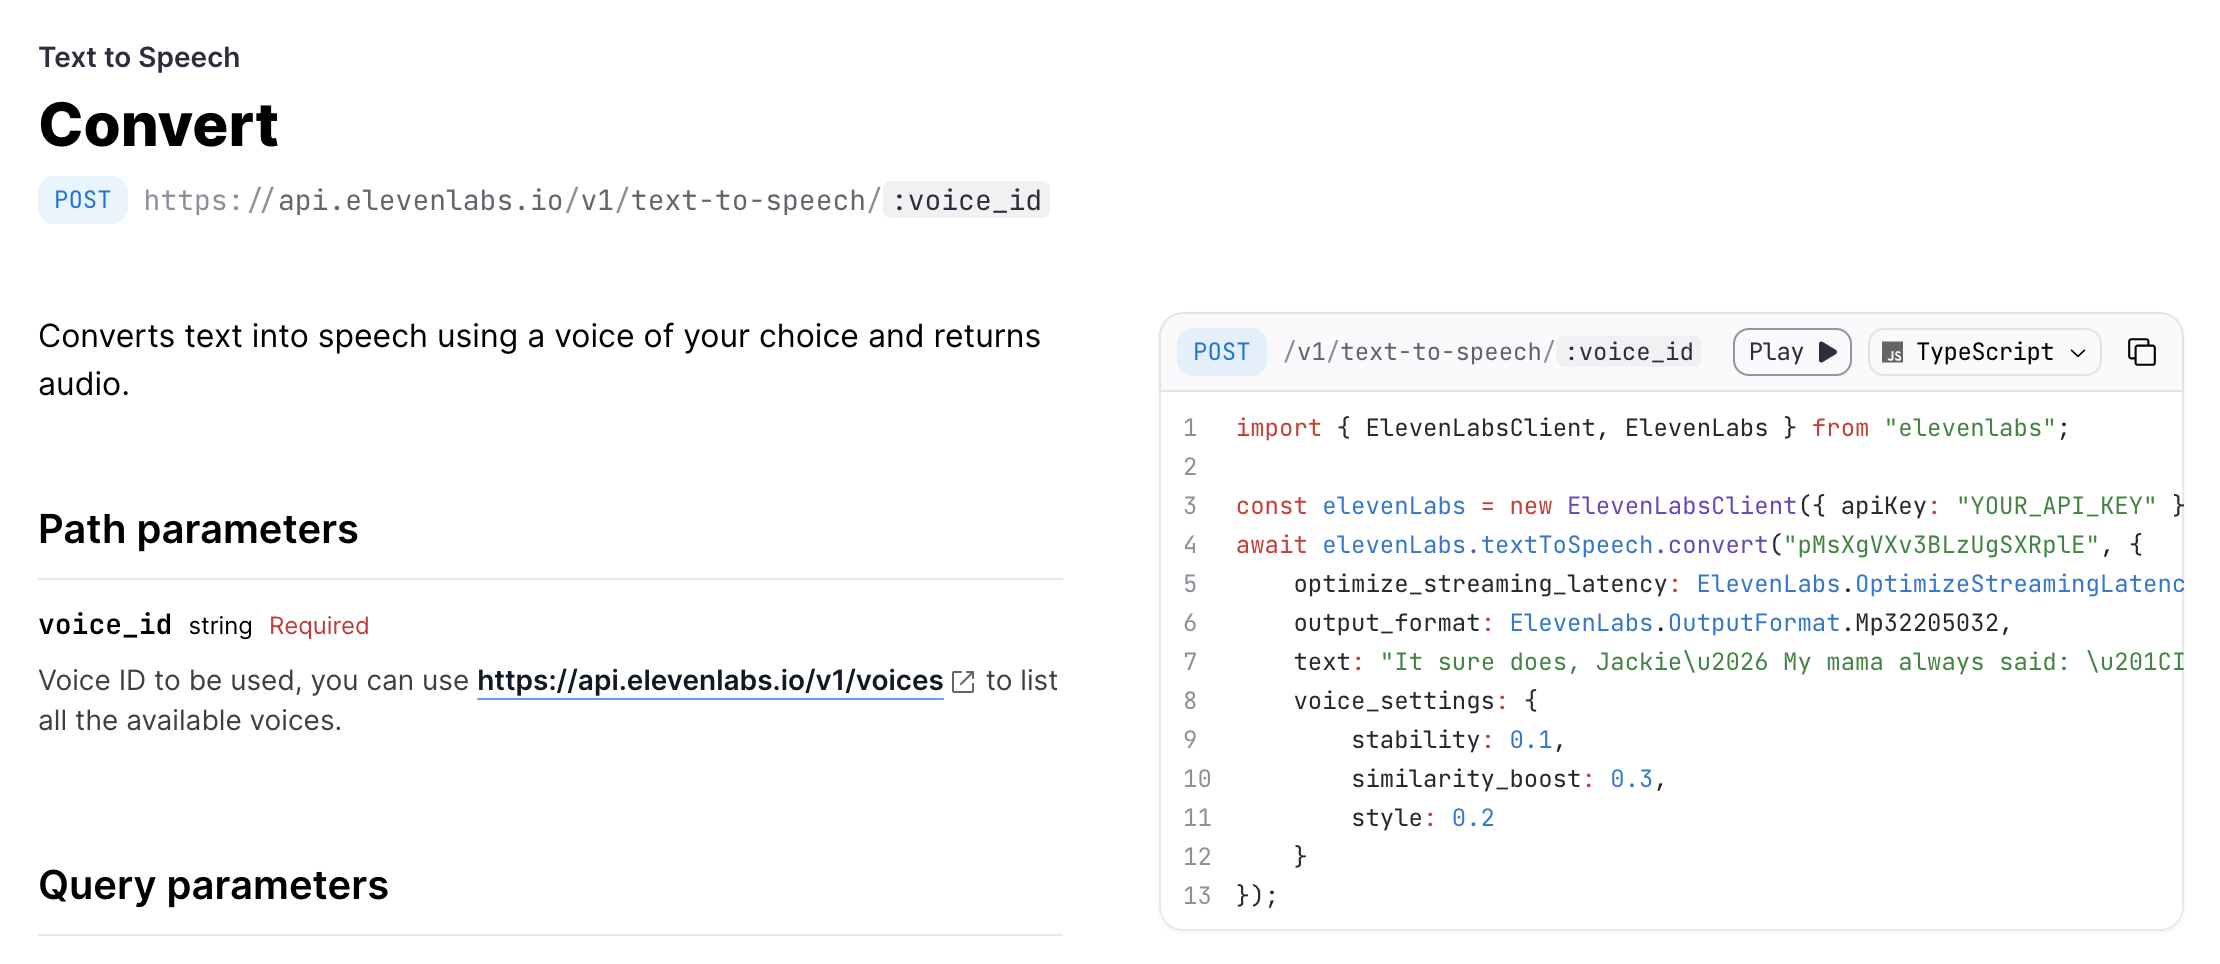 Text to Speech
Convert
POST https://api.elevenlabs.io/v1/text-to-speech/:voice_id
Converts text into speech using a voice of your choice and returns
audio.
Path parameters
voice_id string Required
Voice ID to be used, you can use https://api.elevenlabs.io/v1/voices to list
all the available voices.
Query parameters
POST /v1/text-to-speech/:voice_id Play JS TypeScript
1 import { ElevenLabsClient, ElevenLabs } from "elevenlabs";
2
3 const elevenLabs = new ElevenLabsClient({ apiKey: "YOUR_API_KEY" }
4 await elevenLabs.textToSpeech.convert("pMsXgVXv3BLzUgSXRplE", {
5     optimize_streaming_latency: ElevenLabs.OptimizeStreamingLatenc
6     output_format: ElevenLabs.OutputFormat.Mp32205032,
7     text: "It sure does, Jackie\u2026 My mama always said: \u201CI
8     voice_settings: {
9         stability: 0.1,
10         similarity_boost: 0.3,
11         style: 0.2
12     }
13 });